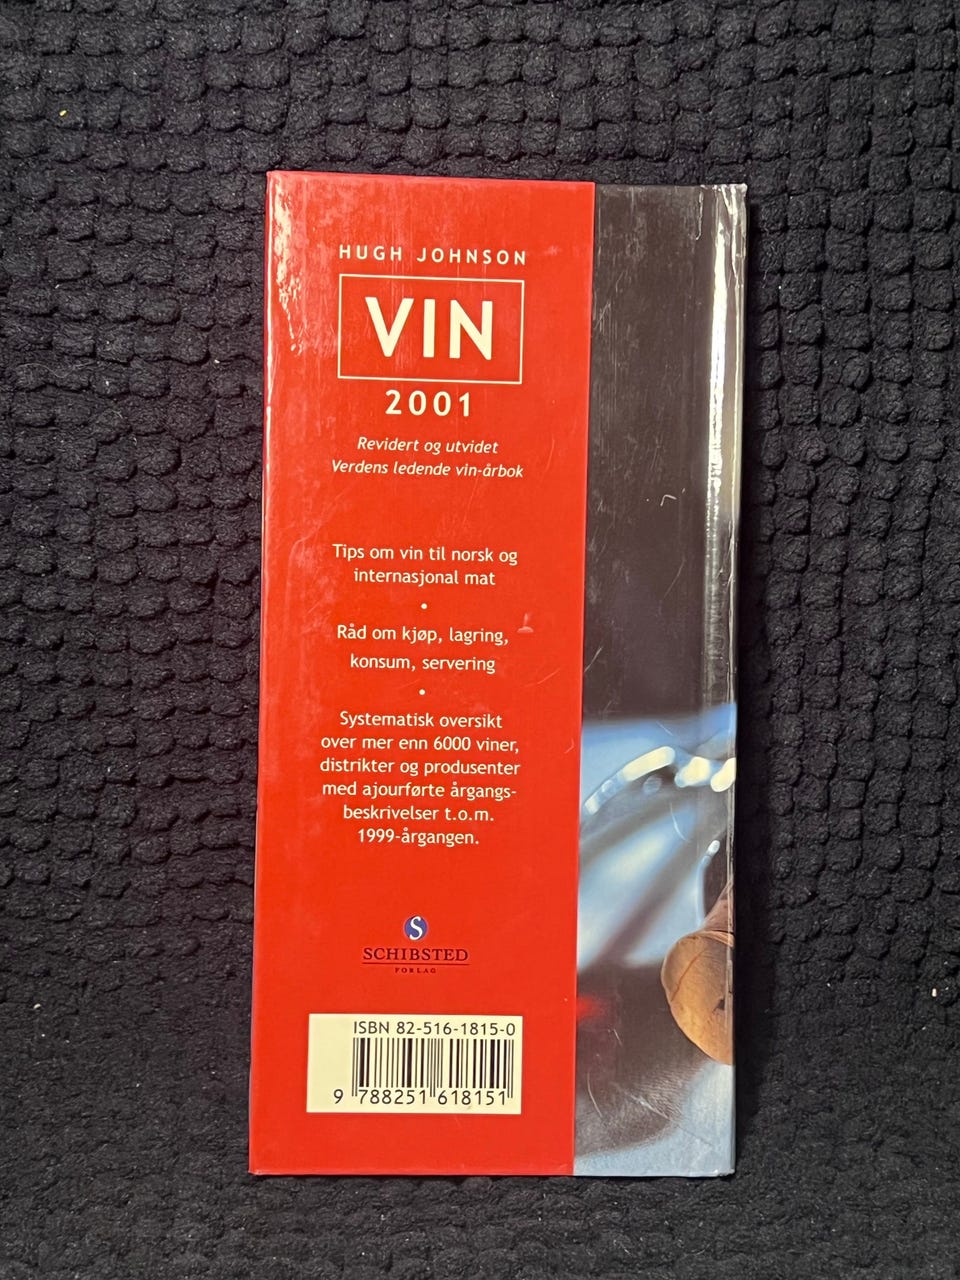 HUGH JOHNSON
VIN
2001
Revidert og utvidet
Verdens ledende vin-årbok
Tips om vin til norsk og
internasjonal mat
•
Råd om kjøp, lagring,
konsum, servering
•
Systematisk oversikt
over mer enn 6000 viner,
distrikter og produsenter
med ajourførte årgangs-
beskrivelser t.o.m.
1999-årgangen.
S
SCHIBSTED
FORLAG
ISBN 82-516-1815-0
9 788251 618151